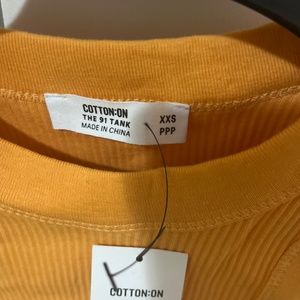 COTTON:ON
THE 91 TANK
MADE IN CHINA
XXS
PPP
COTTON:ON